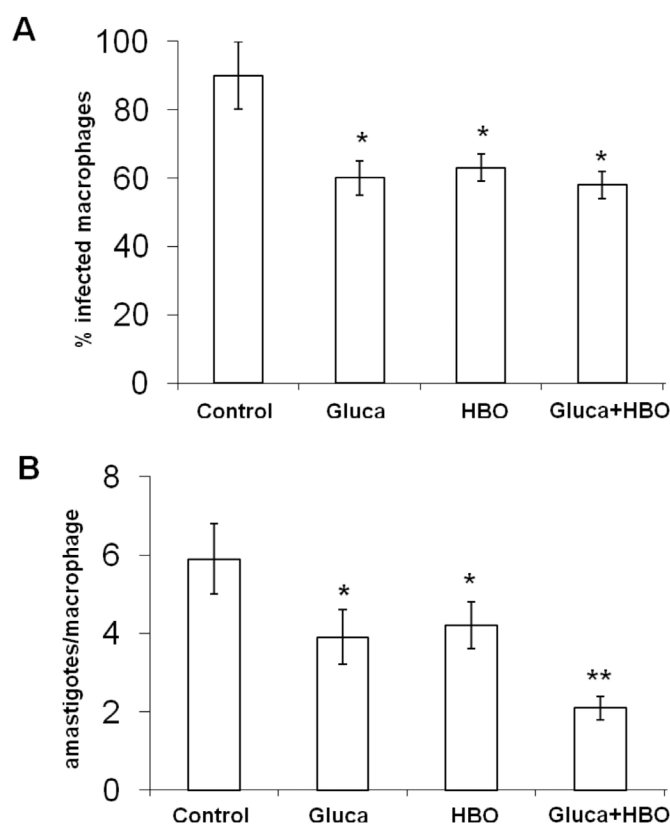 A
% infected macrophages
100
80
60
40
20
0
* * *
Control Gluca HBO Gluca+HBO
B
amastigotes/macrophage
8
6
4
2
0
* * **
Control Gluca HBO Gluca+HBO